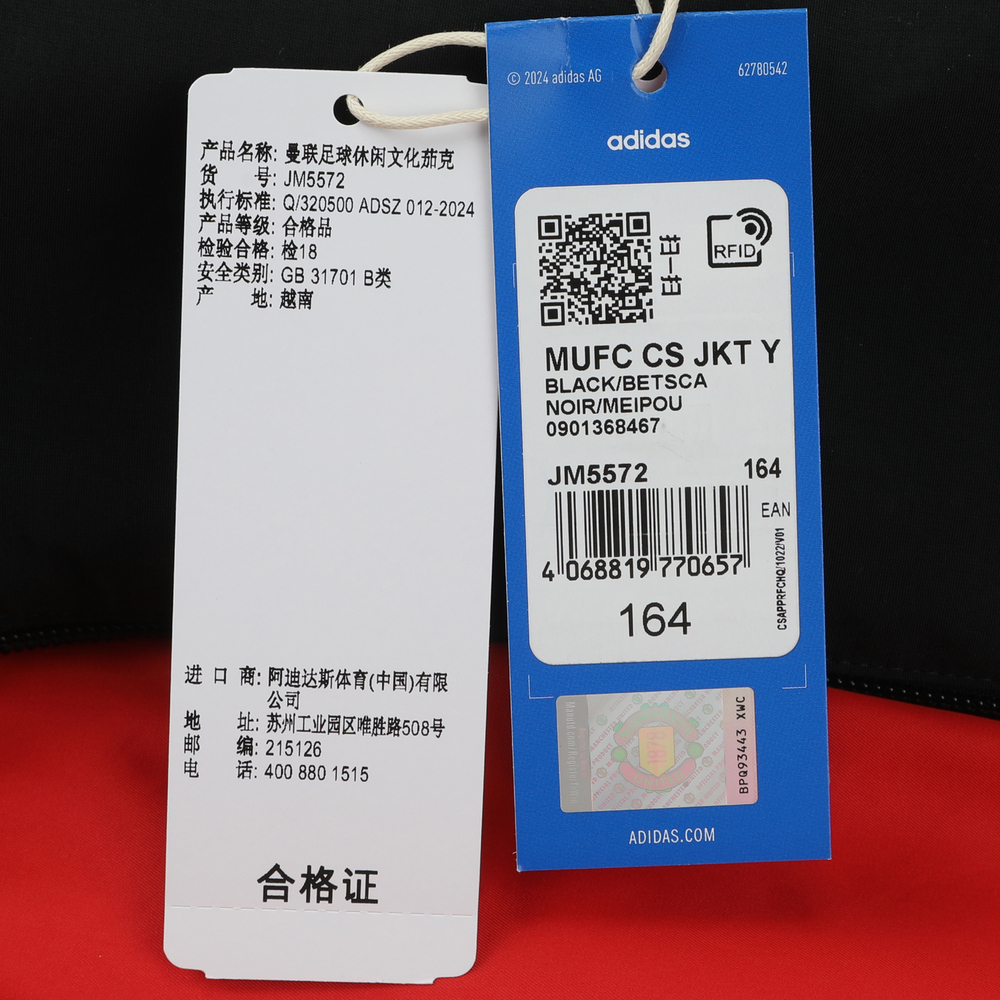 产品名称: 曼联足球休闲文化茄克
货 号: JM5572
执行标准: Q/320500 ADSZ 012-2024
产品等级: 合格品
检验合格: 检18
安全类别: GB 31701 B类
产 地: 越南
进 口 商: 阿迪达斯体育(中国)有限
公司
地 址: 苏州工业园区唯胜路508号
邮 编: 215126
电 话: 400 880 1515
合格证
© 2024 adidas AG
62780542
adidas
RFID
MUFC CS JKT Y
BLACK/BETSCA
NOIR/MEIPOU
0901368467
JM5572 164
EAN
4 068819 770657
CSAPPRFCHQ/1022/V01
164
1878
BPQ93443 XWC
ADIDAS.COM